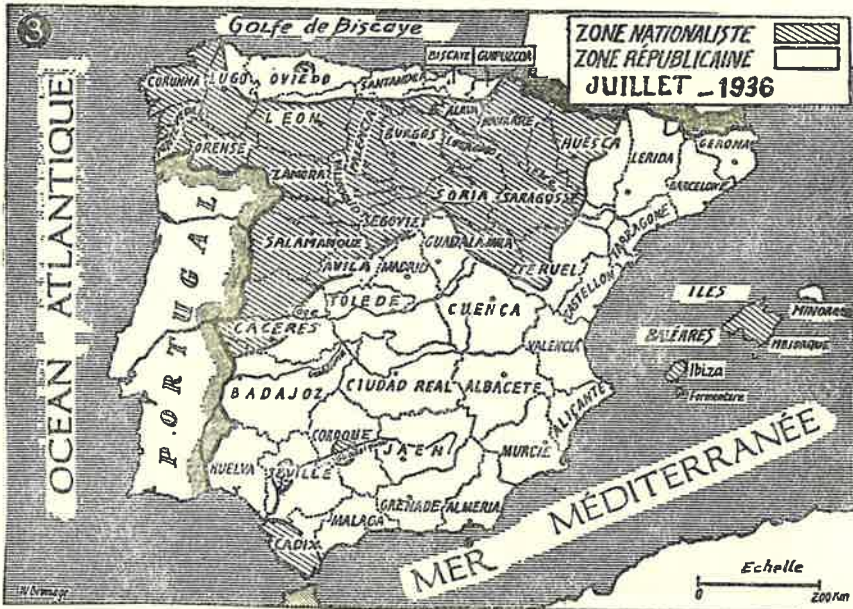 3
Golfe de Biscaye
ZONE NATIONALISTE
ZONE RÉPUBLICAINE
JUILLET - 1936
OCEAN ATLANTIQUE
BISCAYE
GUIPUZCOA
CORUNHA
LUGO
OVIEDO
SANTANDER
ALAVA
NAVARRE
LEON
PALENCIA
BURGOS
HUESCA
LERIDA
GERONA
BARCELONE
ORENSE
ZAMORA
SORIA
SARAGOSSE
TARRAGONE
SEGOVIE
SALAMANQUE
AVILA
MADRID
GUADALAJARA
TERUEL
CASTELLON
PORTUGAL
TOLEDE
CUENCA
CACERES
VALENCIA
ILES
BALÉARES
MINORQUE
MAJORQUE
Ibiza
Formentera
BADAJOZ
CIUDAD REAL
ALBACETE
ALICANTE
CORDOUE
JAEN
MURCIE
HUELVA
SEVILLE
GRENADE
ALMERIA
MALAGA
CADIX
MER MÉDITERRANÉE
Echelle
0 200 Km